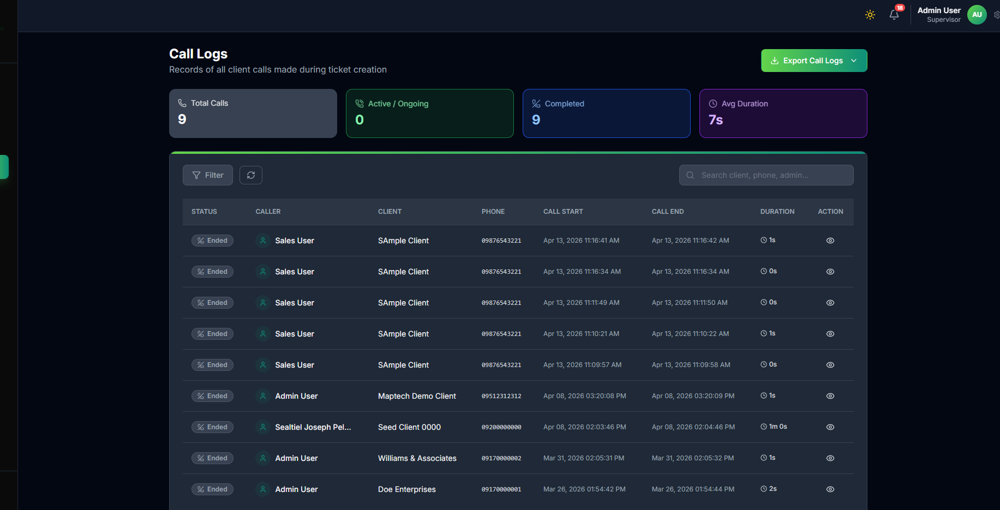 18
Admin User
Supervisor
AU
Call Logs
Records of all client calls made during ticket creation
Export Call Logs
Total Calls
9
Active / Ongoing
0
Completed
9
Avg Duration
7s
Filter
Search client, phone, admin...
STATUS CALLER CLIENT PHONE CALL START CALL END DURATION ACTION
Ended Sales User SAmple Client 09876543221 Apr 13, 2026 11:16:41 AM Apr 13, 2026 11:16:42 AM 1s
Ended Sales User SAmple Client 09876543221 Apr 13, 2026 11:16:34 AM Apr 13, 2026 11:16:34 AM 0s
Ended Sales User SAmple Client 09876543221 Apr 13, 2026 11:11:49 AM Apr 13, 2026 11:11:50 AM 0s
Ended Sales User SAmple Client 09876543221 Apr 13, 2026 11:10:21 AM Apr 13, 2026 11:10:22 AM 1s
Ended Sales User SAmple Client 09876543221 Apr 13, 2026 11:09:57 AM Apr 13, 2026 11:09:58 AM 0s
Ended Admin User Maptech Demo Client 09512312312 Apr 08, 2026 03:20:08 PM Apr 08, 2026 03:20:09 PM 1s
Ended Sealtiel Joseph Pel... Seed Client 0000 09200000000 Apr 08, 2026 02:03:46 PM Apr 08, 2026 02:04:46 PM 1m 0s
Ended Admin User Williams & Associates 09170000002 Mar 31, 2026 02:05:31 PM Mar 31, 2026 02:05:32 PM 1s
Ended Admin User Doe Enterprises 09170000001 Mar 26, 2026 01:54:42 PM Mar 26, 2026 01:54:44 PM 2s